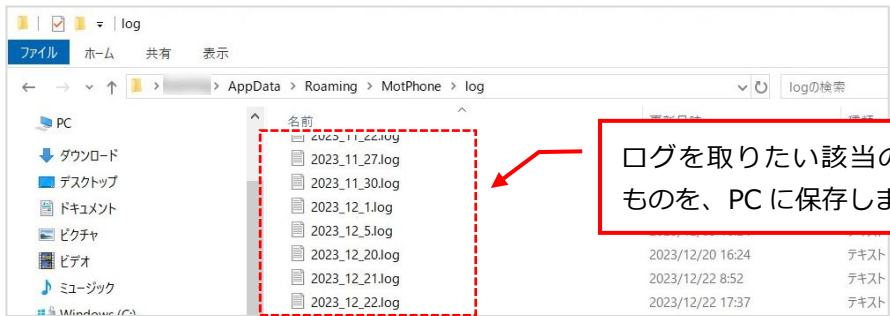 log
ファイル ホーム 共有 表示
AppData > Roaming > MotPhone > log logの検索
PC
ダウンロード
デスクトップ
ドキュメント
ピクチャ
ビデオ
ミュージック
Windows (C:)
名前
2023_11_22.log
2023_11_27.log
2023_11_30.log
2023_12_1.log
2023_12_5.log
2023_12_20.log 2023/12/20 16:24 テキスト
2023_12_21.log 2023/12/22 8:52 テキスト
2023_12_22.log 2023/12/22 17:37 テキスト
ログを取りたい該当の
ものを、PC に保存しま